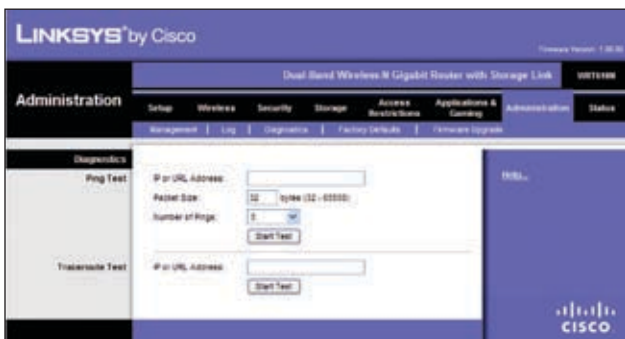 LINKSYS® by Cisco
Firmware Version: 1.00.00
Dual-Band Wireless-N Gigabit Router with Storage Link
WRT610N
Administration
Setup
Wireless
Security
Storage
Access Restrictions
Applications & Gaming
Administration
Status
Management | Log | Diagnostics | Factory Defaults | Firmware Upgrade
Diagnostics
Ping Test
IP or URL Address:
Packet Size: 32 bytes (32 - 65500)
Number of Pings: 5
Start Test
Help...
Traceroute Test
IP or URL Address:
Start Test
CISCO